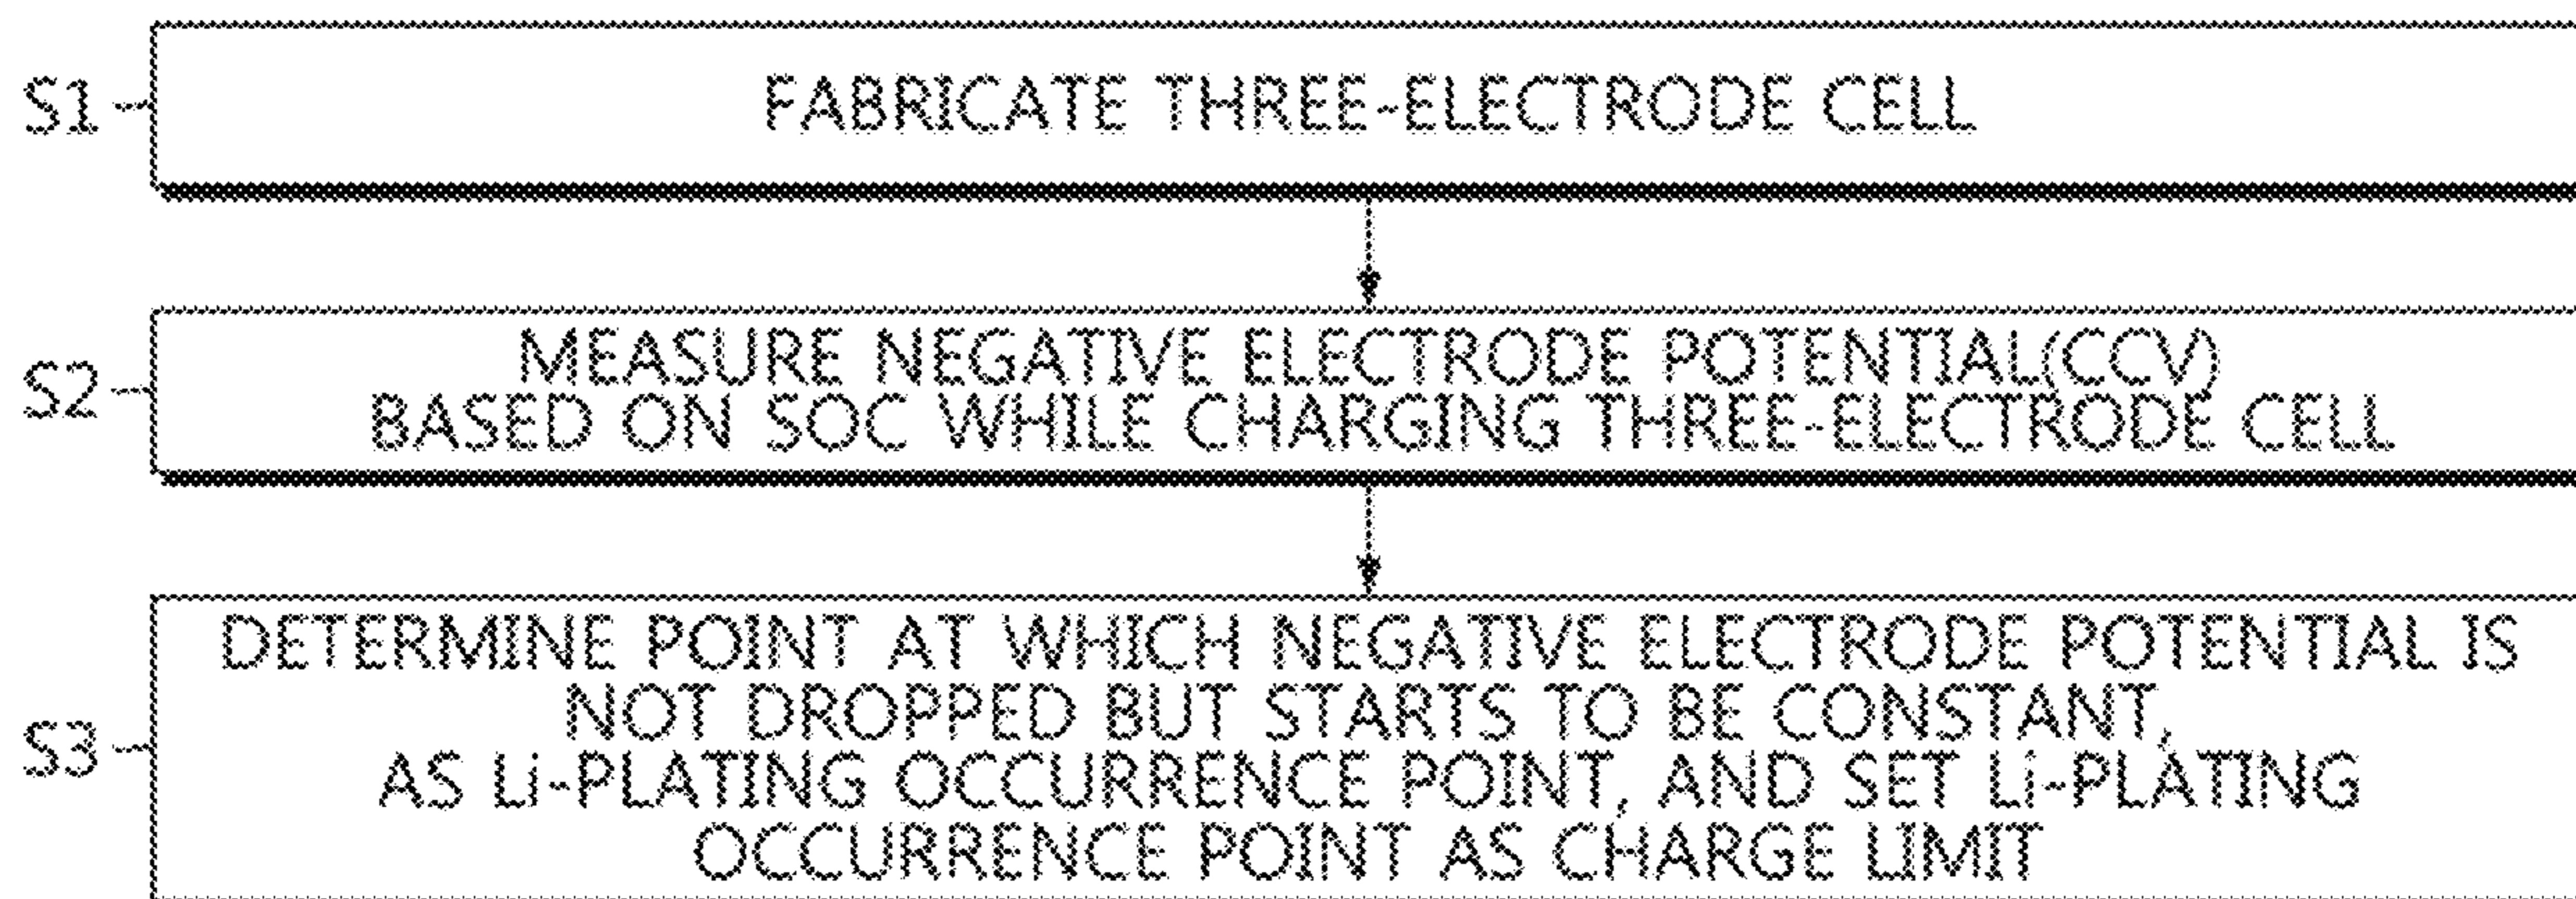 S1
FABRICATE THREE-ELECTRODE CELL
S2
MEASURE NEGATIVE ELECTRODE POTENTIAL(CCV)
BASED ON SOC WHILE CHARGING THREE-ELECTRODE CELL
S3
DETERMINE POINT AT WHICH NEGATIVE ELECTRODE POTENTIAL IS
NOT DROPPED BUT STARTS TO BE CONSTANT,
AS Li-PLATING OCCURRENCE POINT, AND SET Li-PLATING
OCCURRENCE POINT AS CHARGE LIMIT